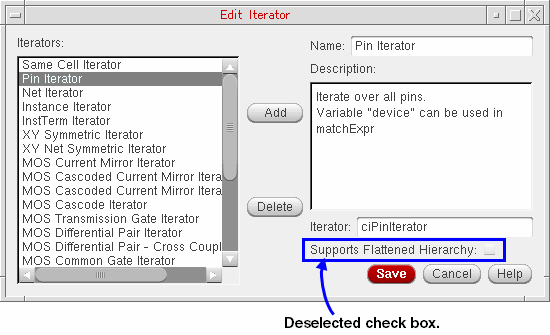 Edit Iterator
Iterators:
Same Cell Iterator
Pin Iterator
Net Iterator
Instance Iterator
InstTerm Iterator
XY Symmetric Iterator
XY Net Symmetric Iterator
MOS Current Mirror Iterator
MOS Cascoded Current Mirror Itera
MOS Cascoded Current Mirror Itera
MOS Cascode Iterator
MOS Transmission Gate Iterator
MOS Differential Pair Iterator
MOS Differential Pair - Cross Coupl
MOS Common Gate Iterator
Add
Delete
Name: Pin Iterator
Description:
Iterate over all pins.
Variable "device" can be used in
matchExpr
Iterator: ciPinIterator
Supports Flattened Hierarchy:
Save Cancel Help
Deselected check box.